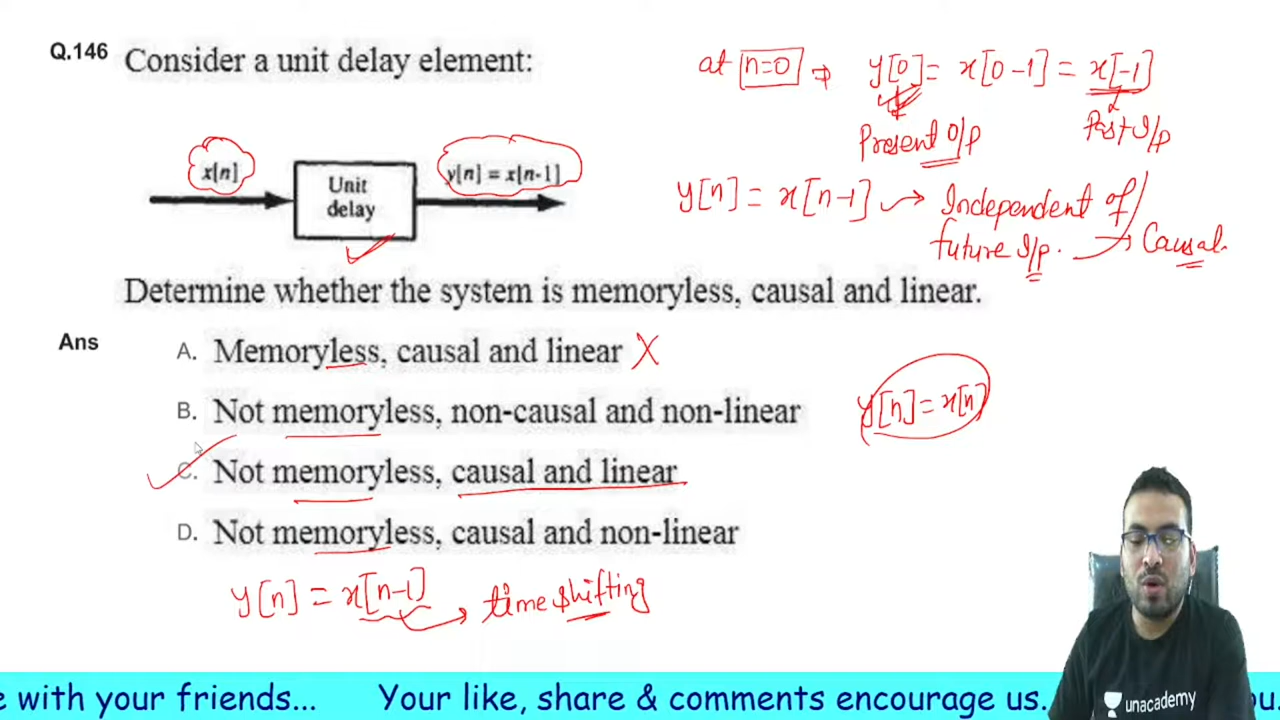 Q.146 Consider a unit delay element:
at n=0 ⇒ y[0] = x[0-1] = x[-1]
Present O/p
Past I/p
x[n]
Unit
delay
y[n] = x[n-1]
y[n] = x[n-1] → Independent of
future I/p. → Causal.
Determine whether the system is memoryless, causal and linear.
Ans
A. Memoryless, causal and linear X
B. Not memoryless, non-causal and non-linear
y[n] = x[n]
C. Not memoryless, causal and linear
D. Not memoryless, causal and non-linear
y[n] = x[n-1] → time shifting
unacademy
e with your friends... Your like, share & comments encourage us.